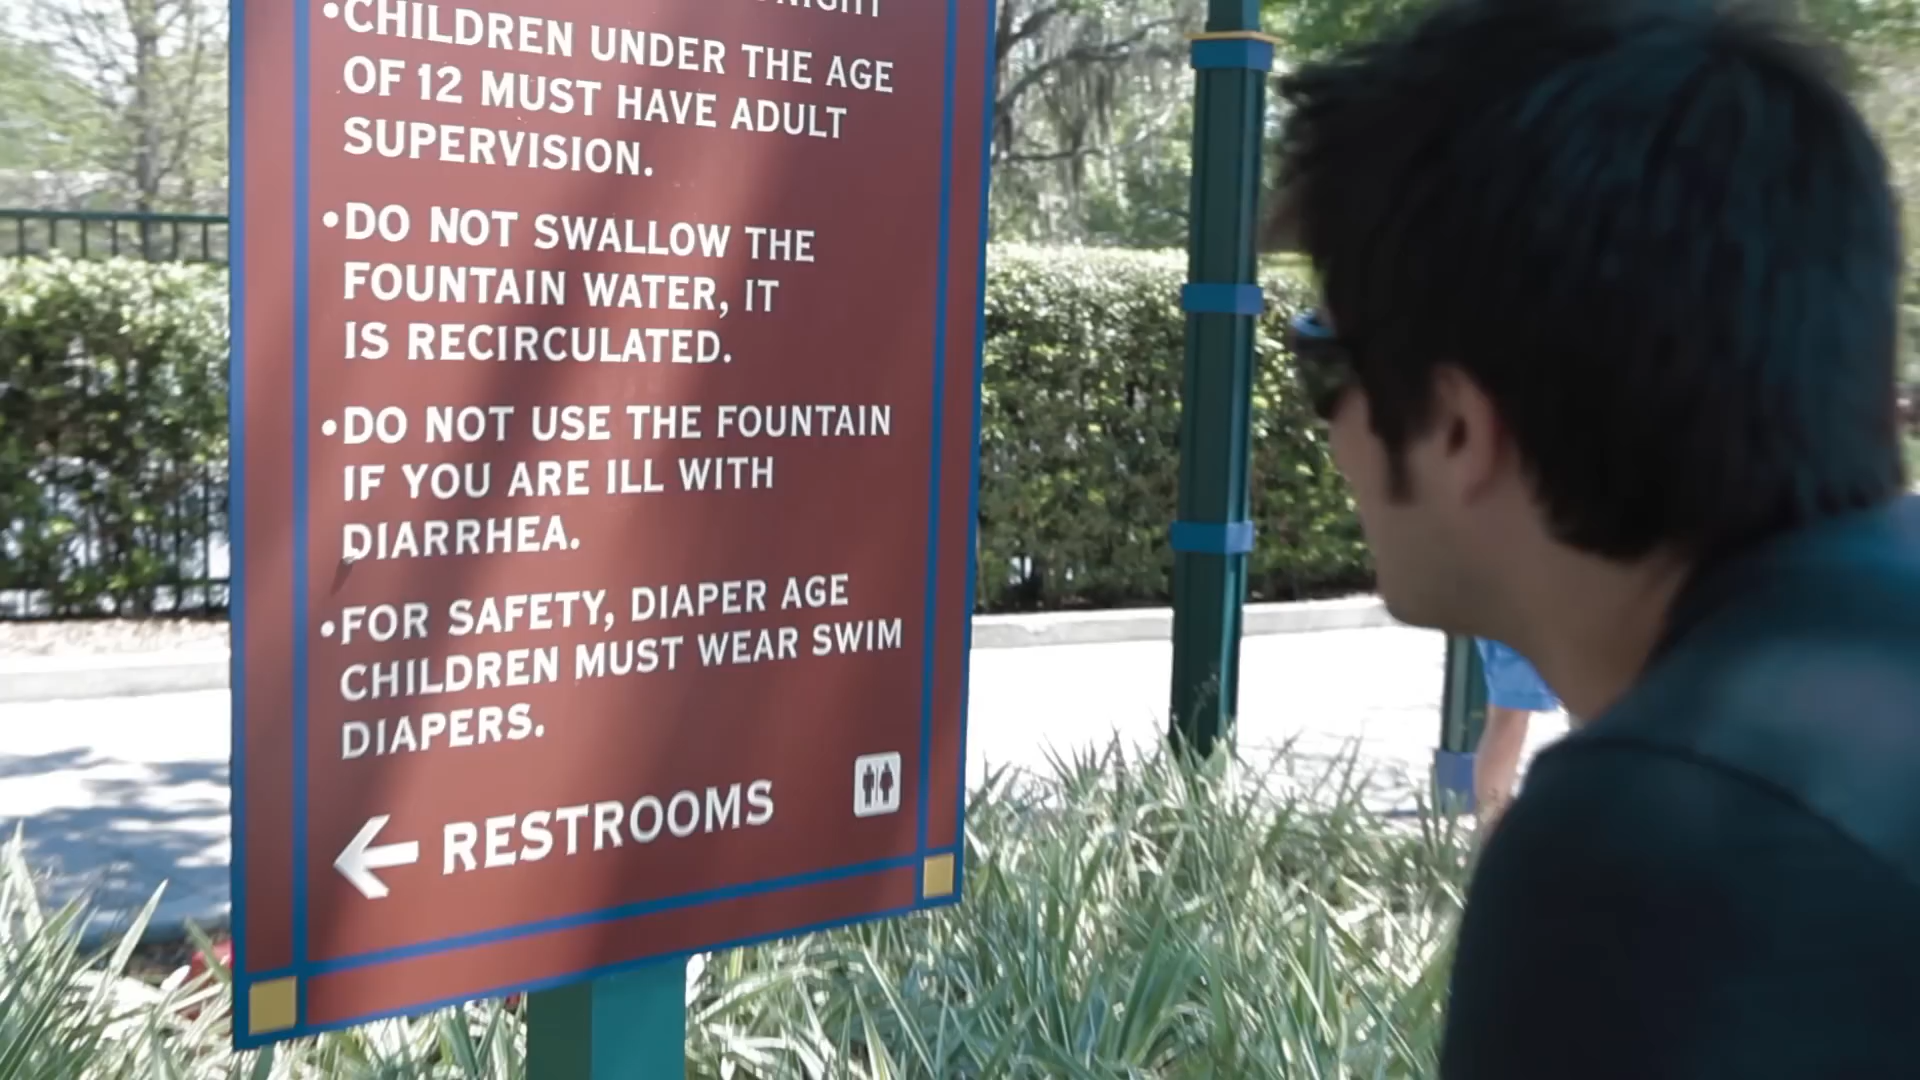 •CHILDREN UNDER THE AGE
OF 12 MUST HAVE ADULT
SUPERVISION.
•DO NOT SWALLOW THE
FOUNTAIN WATER, IT
IS RECIRCULATED.
•DO NOT USE THE FOUNTAIN
IF YOU ARE ILL WITH
DIARRHEA.
•FOR SAFETY, DIAPER AGE
CHILDREN MUST WEAR SWIM
DIAPERS.
← RESTROOMS